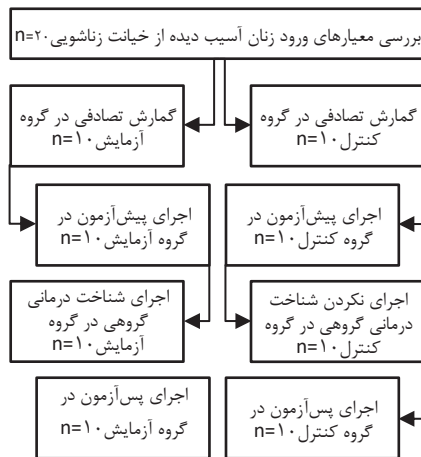 بررسی معیارهای ورود زنان آسیب دیده از خیانت زناشویی n=۲۰
گمارش تصادفی در گروه
کنترل n=۱۰
گمارش تصادفی در گروه
آزمایش n=۱۰
اجرای پیش‌آزمون در
گروه کنترل n=۱۰
اجرای پیش‌آزمون در
گروه آزمایش n=۱۰
اجرای نکردن شناخت
درمانی گروهی در گروه
کنترل n=۱۰
اجرای شناخت درمانی
گروهی در گروه
آزمایش n=۱۰
اجرای پس‌آزمون در
گروه کنترل n=۱۰
اجرای پس‌آزمون در
گروه آزمایش n=۱۰